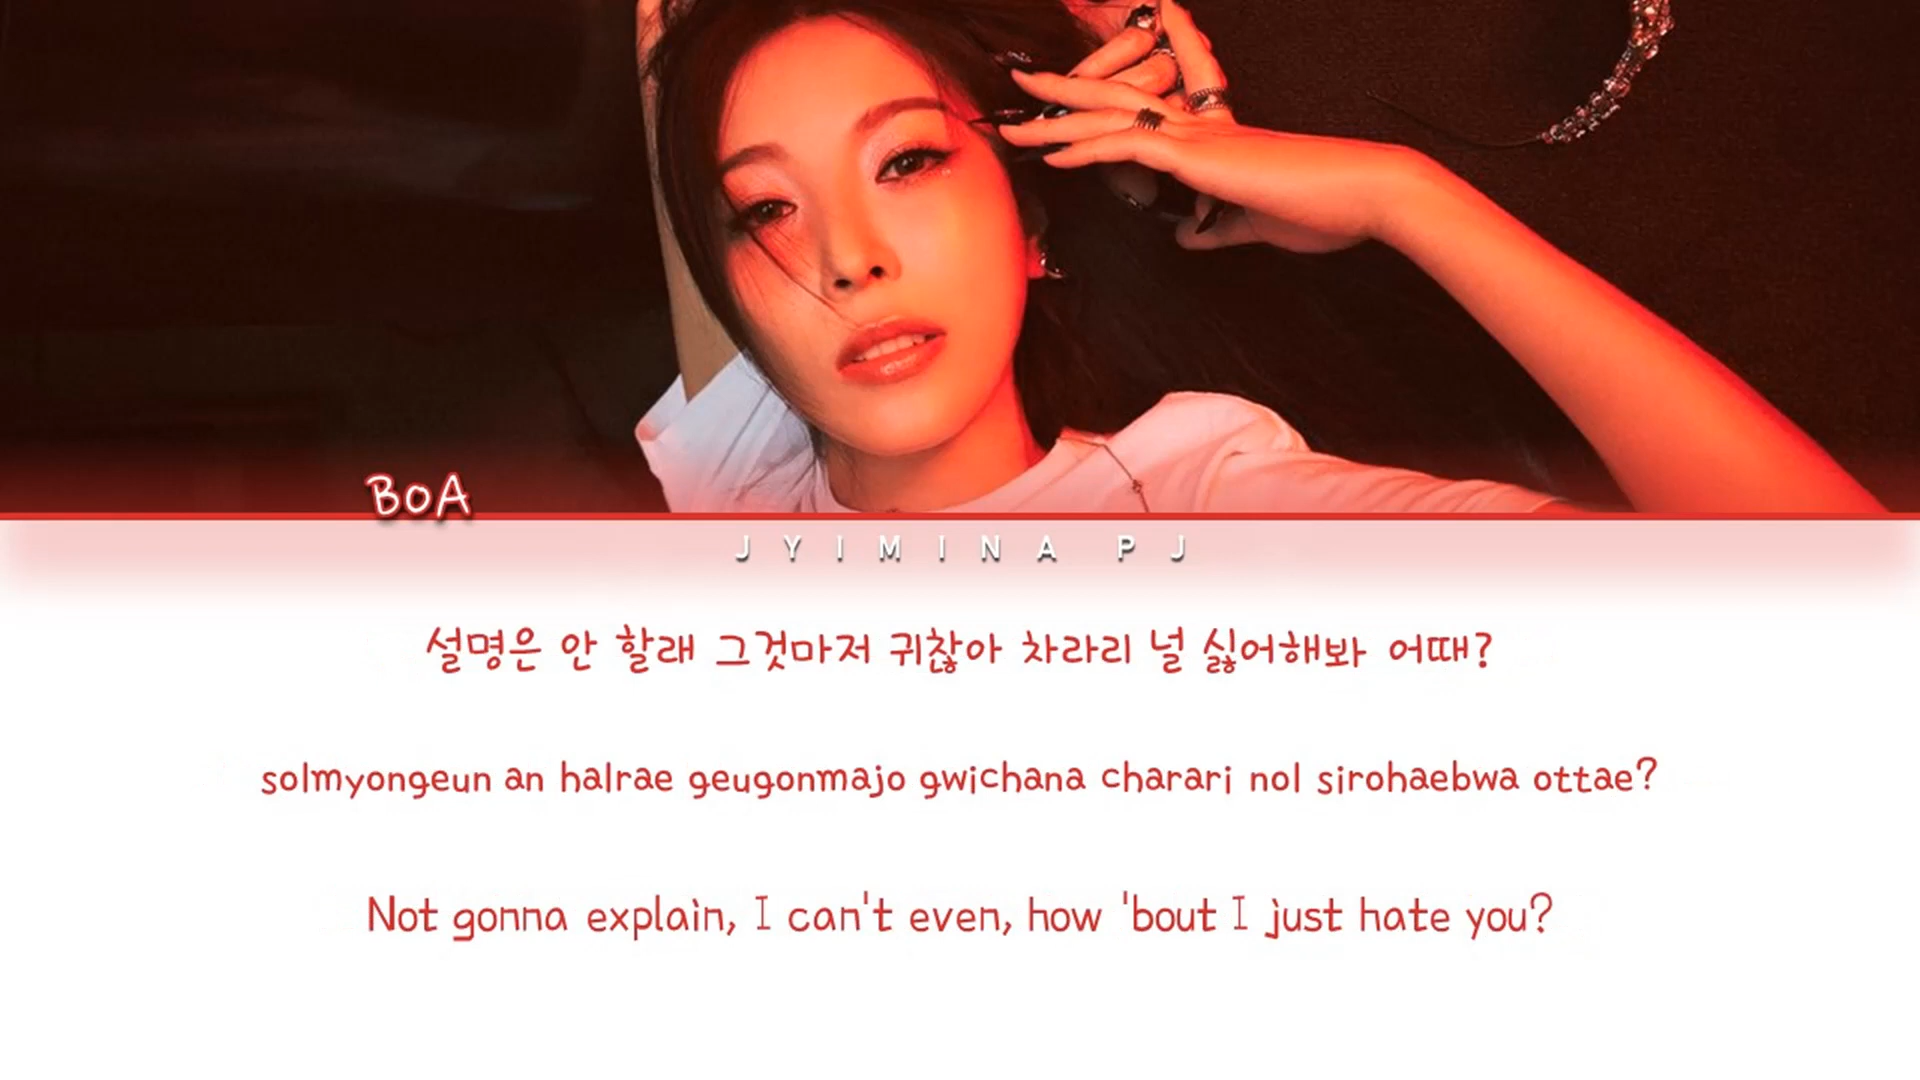 BoA
JYIMINA PJ
설명은 안 할래 그것마저 귀찮아 차라리 널 싫어해봐 어때?
solmyongeun an halrae geugonmajo gwichana charari nol sirohaebwa ottae?
Not gonna explain, I can't even, how 'bout I just hate you?